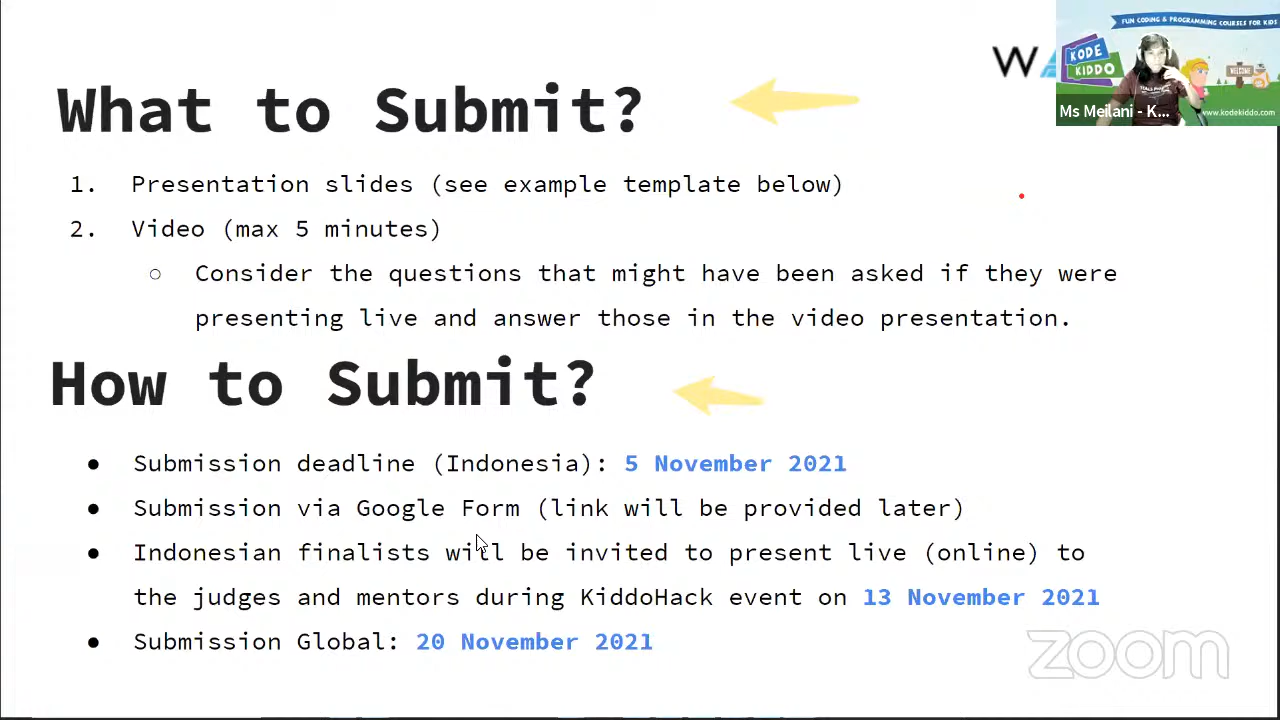 What to Submit?
1. Presentation slides (see example template below)
2. Video (max 5 minutes)
○ Consider the questions that might have been asked if they were
presenting live and answer those in the video presentation.
How to Submit?
● Submission deadline (Indonesia): 5 November 2021
● Submission via Google Form (link will be provided later)
● Indonesian finalists will be invited to present live (online) to
the judges and mentors during KiddoHack event on 13 November 2021
● Submission Global: 20 November 2021
W
FUN CODING & PROGRAMMING COURSES FOR KIDS
KODE
KIDDO
WELCOME
www.kodekiddo.com
Ms Meilani - K...
zoom